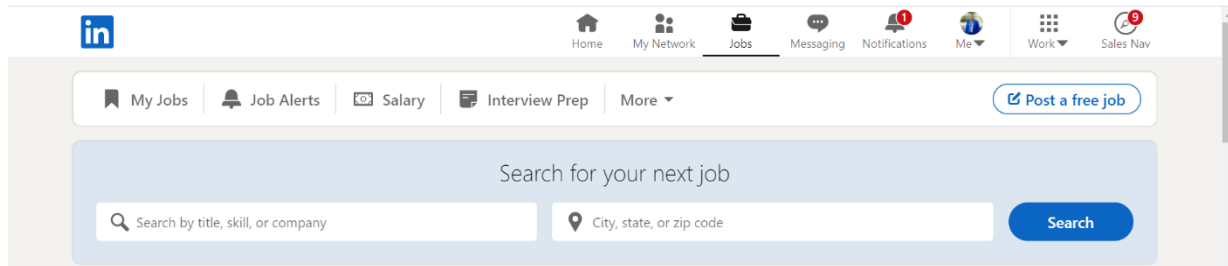 in
1 9
Home My Network Jobs Messaging Notifications Me Work Sales Nav
My Jobs Job Alerts Salary Interview Prep More Post a free job
Search for your next job
Search by title, skill, or company City, state, or zip code Search